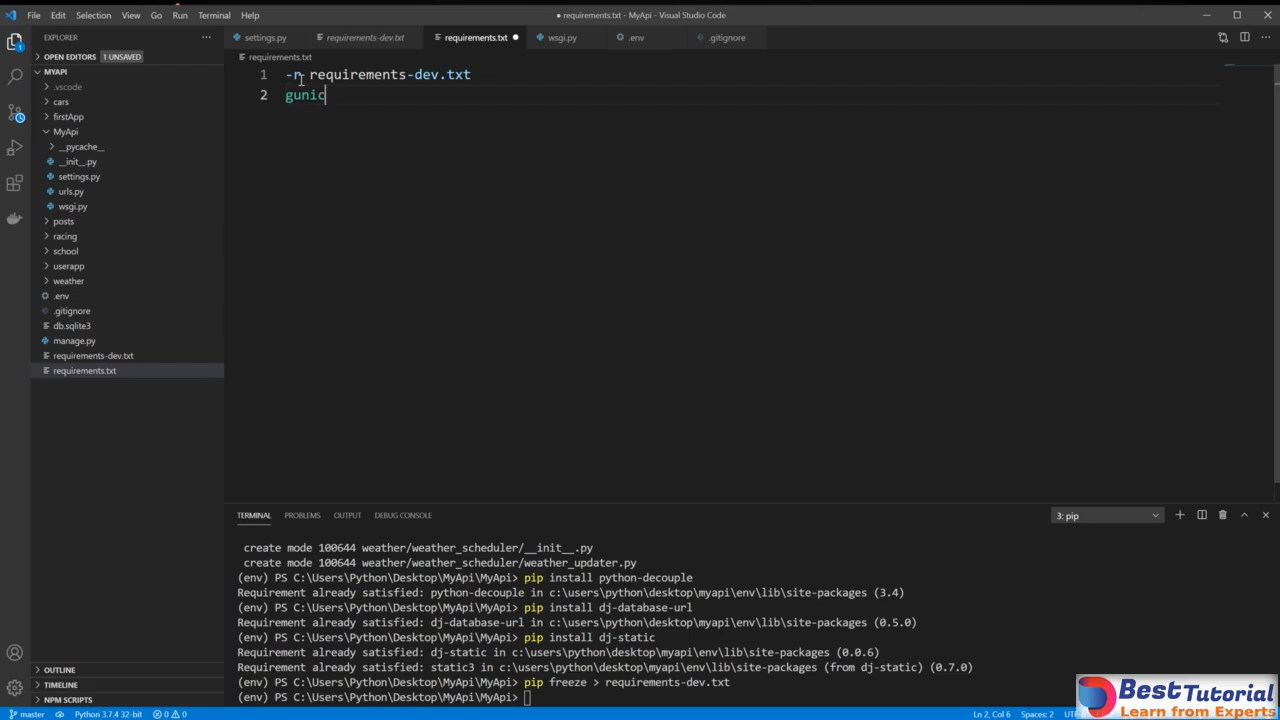 File Edit Selection View Go Run Terminal Help
● requirements.txt - MyApi - Visual Studio Code
EXPLORER
settings.py
requirements-dev.txt
requirements.txt
wsgi.py
.env
.gitignore
OPEN EDITORS 1 UNSAVED
requirements.txt
MYAPI
1 -r requirements-dev.txt
.vscode
2 gunic
cars
firstApp
MyApi
__pycache__
__init__.py
settings.py
urls.py
wsgi.py
posts
racing
school
userapp
weather
.env
.gitignore
db.sqlite3
manage.py
requirements-dev.txt
requirements.txt
TERMINAL PROBLEMS OUTPUT DEBUG CONSOLE
3: pip
create mode 100644 weather/weather_scheduler/__init__.py
create mode 100644 weather/weather_scheduler/weather_updater.py
(env) PS C:\Users\Python\Desktop\MyApi\MyApi> pip install python-decouple
Requirement already satisfied: python-decouple in c:\users\python\desktop\myapi\env\lib\site-packages (3.4)
(env) PS C:\Users\Python\Desktop\MyApi\MyApi> pip install dj-database-url
Requirement already satisfied: dj-database-url in c:\users\python\desktop\myapi\env\lib\site-packages (0.5.0)
(env) PS C:\Users\Python\Desktop\MyApi\MyApi> pip install dj-static
Requirement already satisfied: dj-static in c:\users\python\desktop\myapi\env\lib\site-packages (0.0.6)
Requirement already satisfied: static3 in c:\users\python\desktop\myapi\env\lib\site-packages (from dj-static) (0.7.0)
(env) PS C:\Users\Python\Desktop\MyApi\MyApi> pip freeze > requirements-dev.txt
(env) PS C:\Users\Python\Desktop\MyApi\MyApi>
OUTLINE
TIMELINE
NPM SCRIPTS
BestTutorial
Learn from Experts
master
Python 3.7.4 32-bit
0 0
Ln 2, Col 6
Spaces: 2